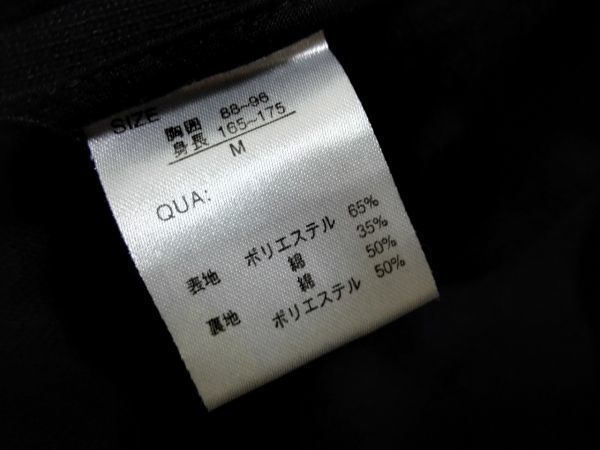 SIZE
胸囲 88~96
身長 165~175
M
QUA:
表地 ポリエステル 65%
綿 35%
裏地 綿 50%
ポリエステル 50%